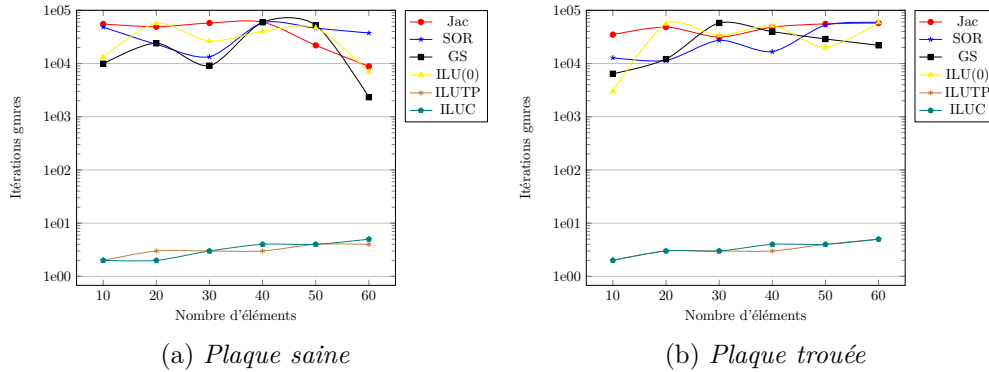 1e05
1e04
1e03
1e02
1e01
1e00
Itérations gmres
10 20 30 40 50 60
Nombre d'éléments
Jac
SOR
GS
ILU(0)
ILUTP
ILUC
(a) Plaque saine
1e05
1e04
1e03
1e02
1e01
1e00
Itérations gmres
10 20 30 40 50 60
Nombre d'éléments
Jac
SOR
GS
ILU(0)
ILUTP
ILUC
(b) Plaque trouée